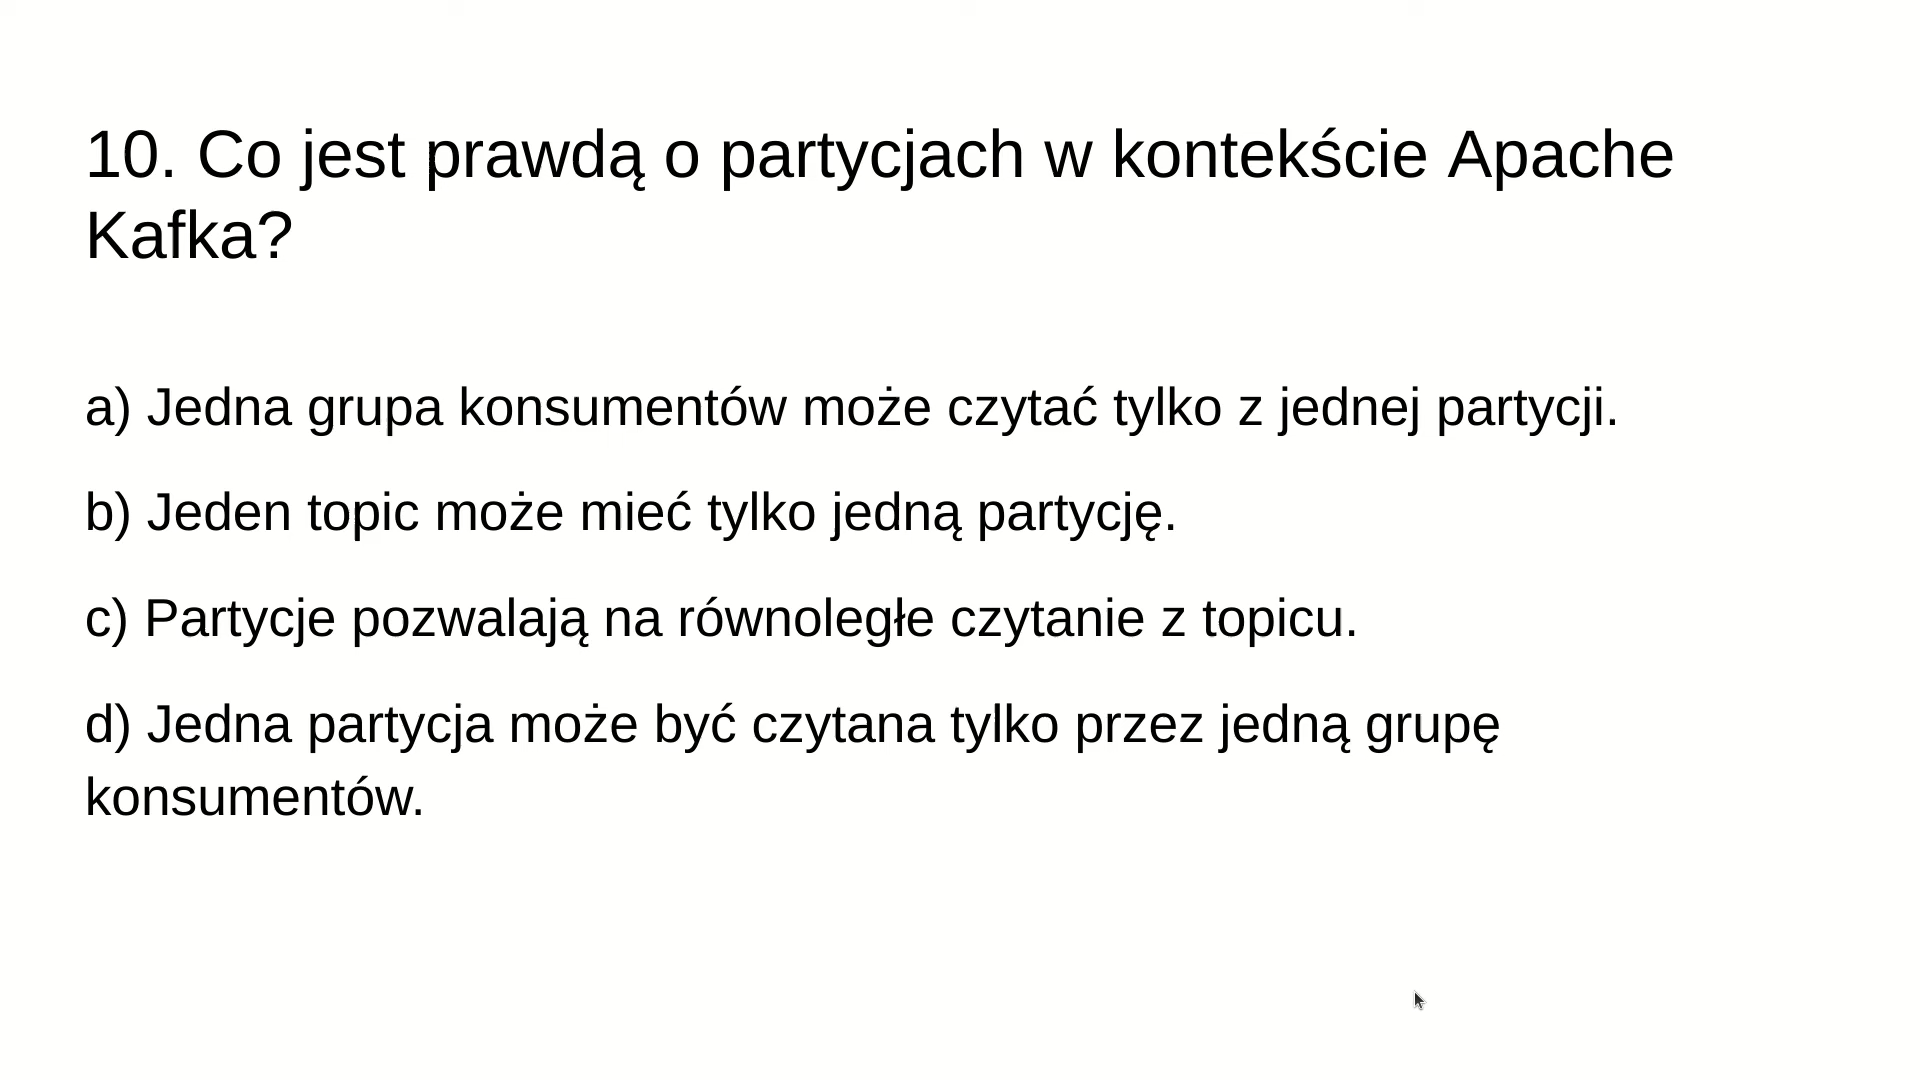 10. Co jest prawdą o partycjach w kontekście Apache
Kafka?
a) Jedna grupa konsumentów może czytać tylko z jednej partycji.
b) Jeden topic może mieć tylko jedną partycję.
c) Partycje pozwalają na równoległe czytanie z topicu.
d) Jedna partycja może być czytana tylko przez jedną grupę
konsumentów.